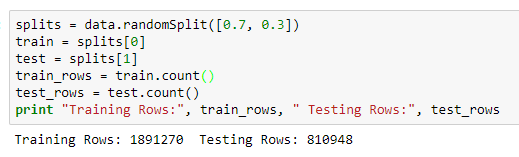 splits = data.randomSplit([0.7, 0.3])
train = splits[0]
test = splits[1]
train_rows = train.count()
test_rows = test.count()
print "Training Rows:", train_rows, " Testing Rows:", test_rows
Training Rows: 1891270  Testing Rows: 810948